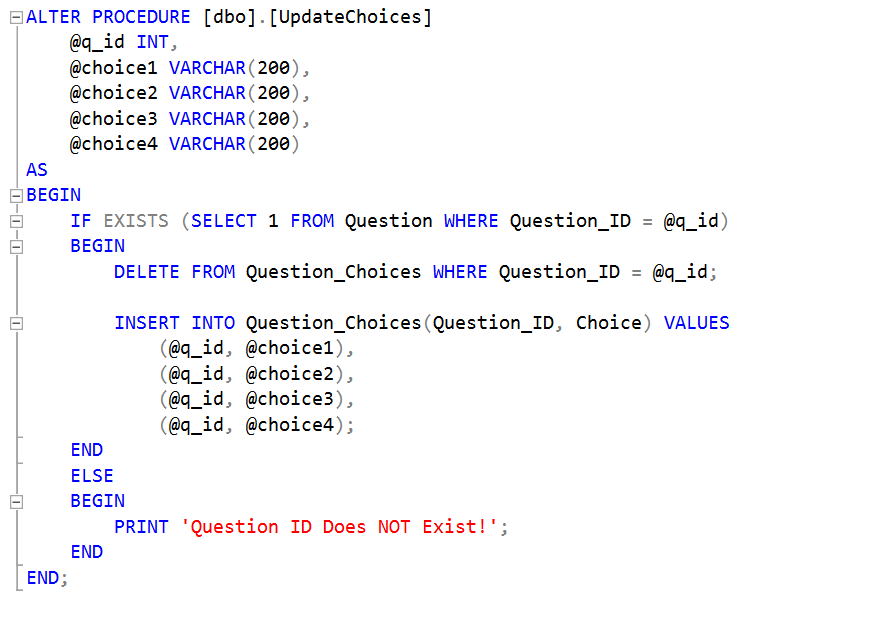 ALTER PROCEDURE [dbo].[UpdateChoices]
    @q_id INT,
    @choice1 VARCHAR(200),
    @choice2 VARCHAR(200),
    @choice3 VARCHAR(200),
    @choice4 VARCHAR(200)
AS
BEGIN
    IF EXISTS (SELECT 1 FROM Question WHERE Question_ID = @q_id)
    BEGIN
        DELETE FROM Question_Choices WHERE Question_ID = @q_id;
        INSERT INTO Question_Choices(Question_ID, Choice) VALUES
            (@q_id, @choice1),
            (@q_id, @choice2),
            (@q_id, @choice3),
            (@q_id, @choice4);
    END
    ELSE
    BEGIN
        PRINT 'Question ID Does NOT Exist!';
    END
END;